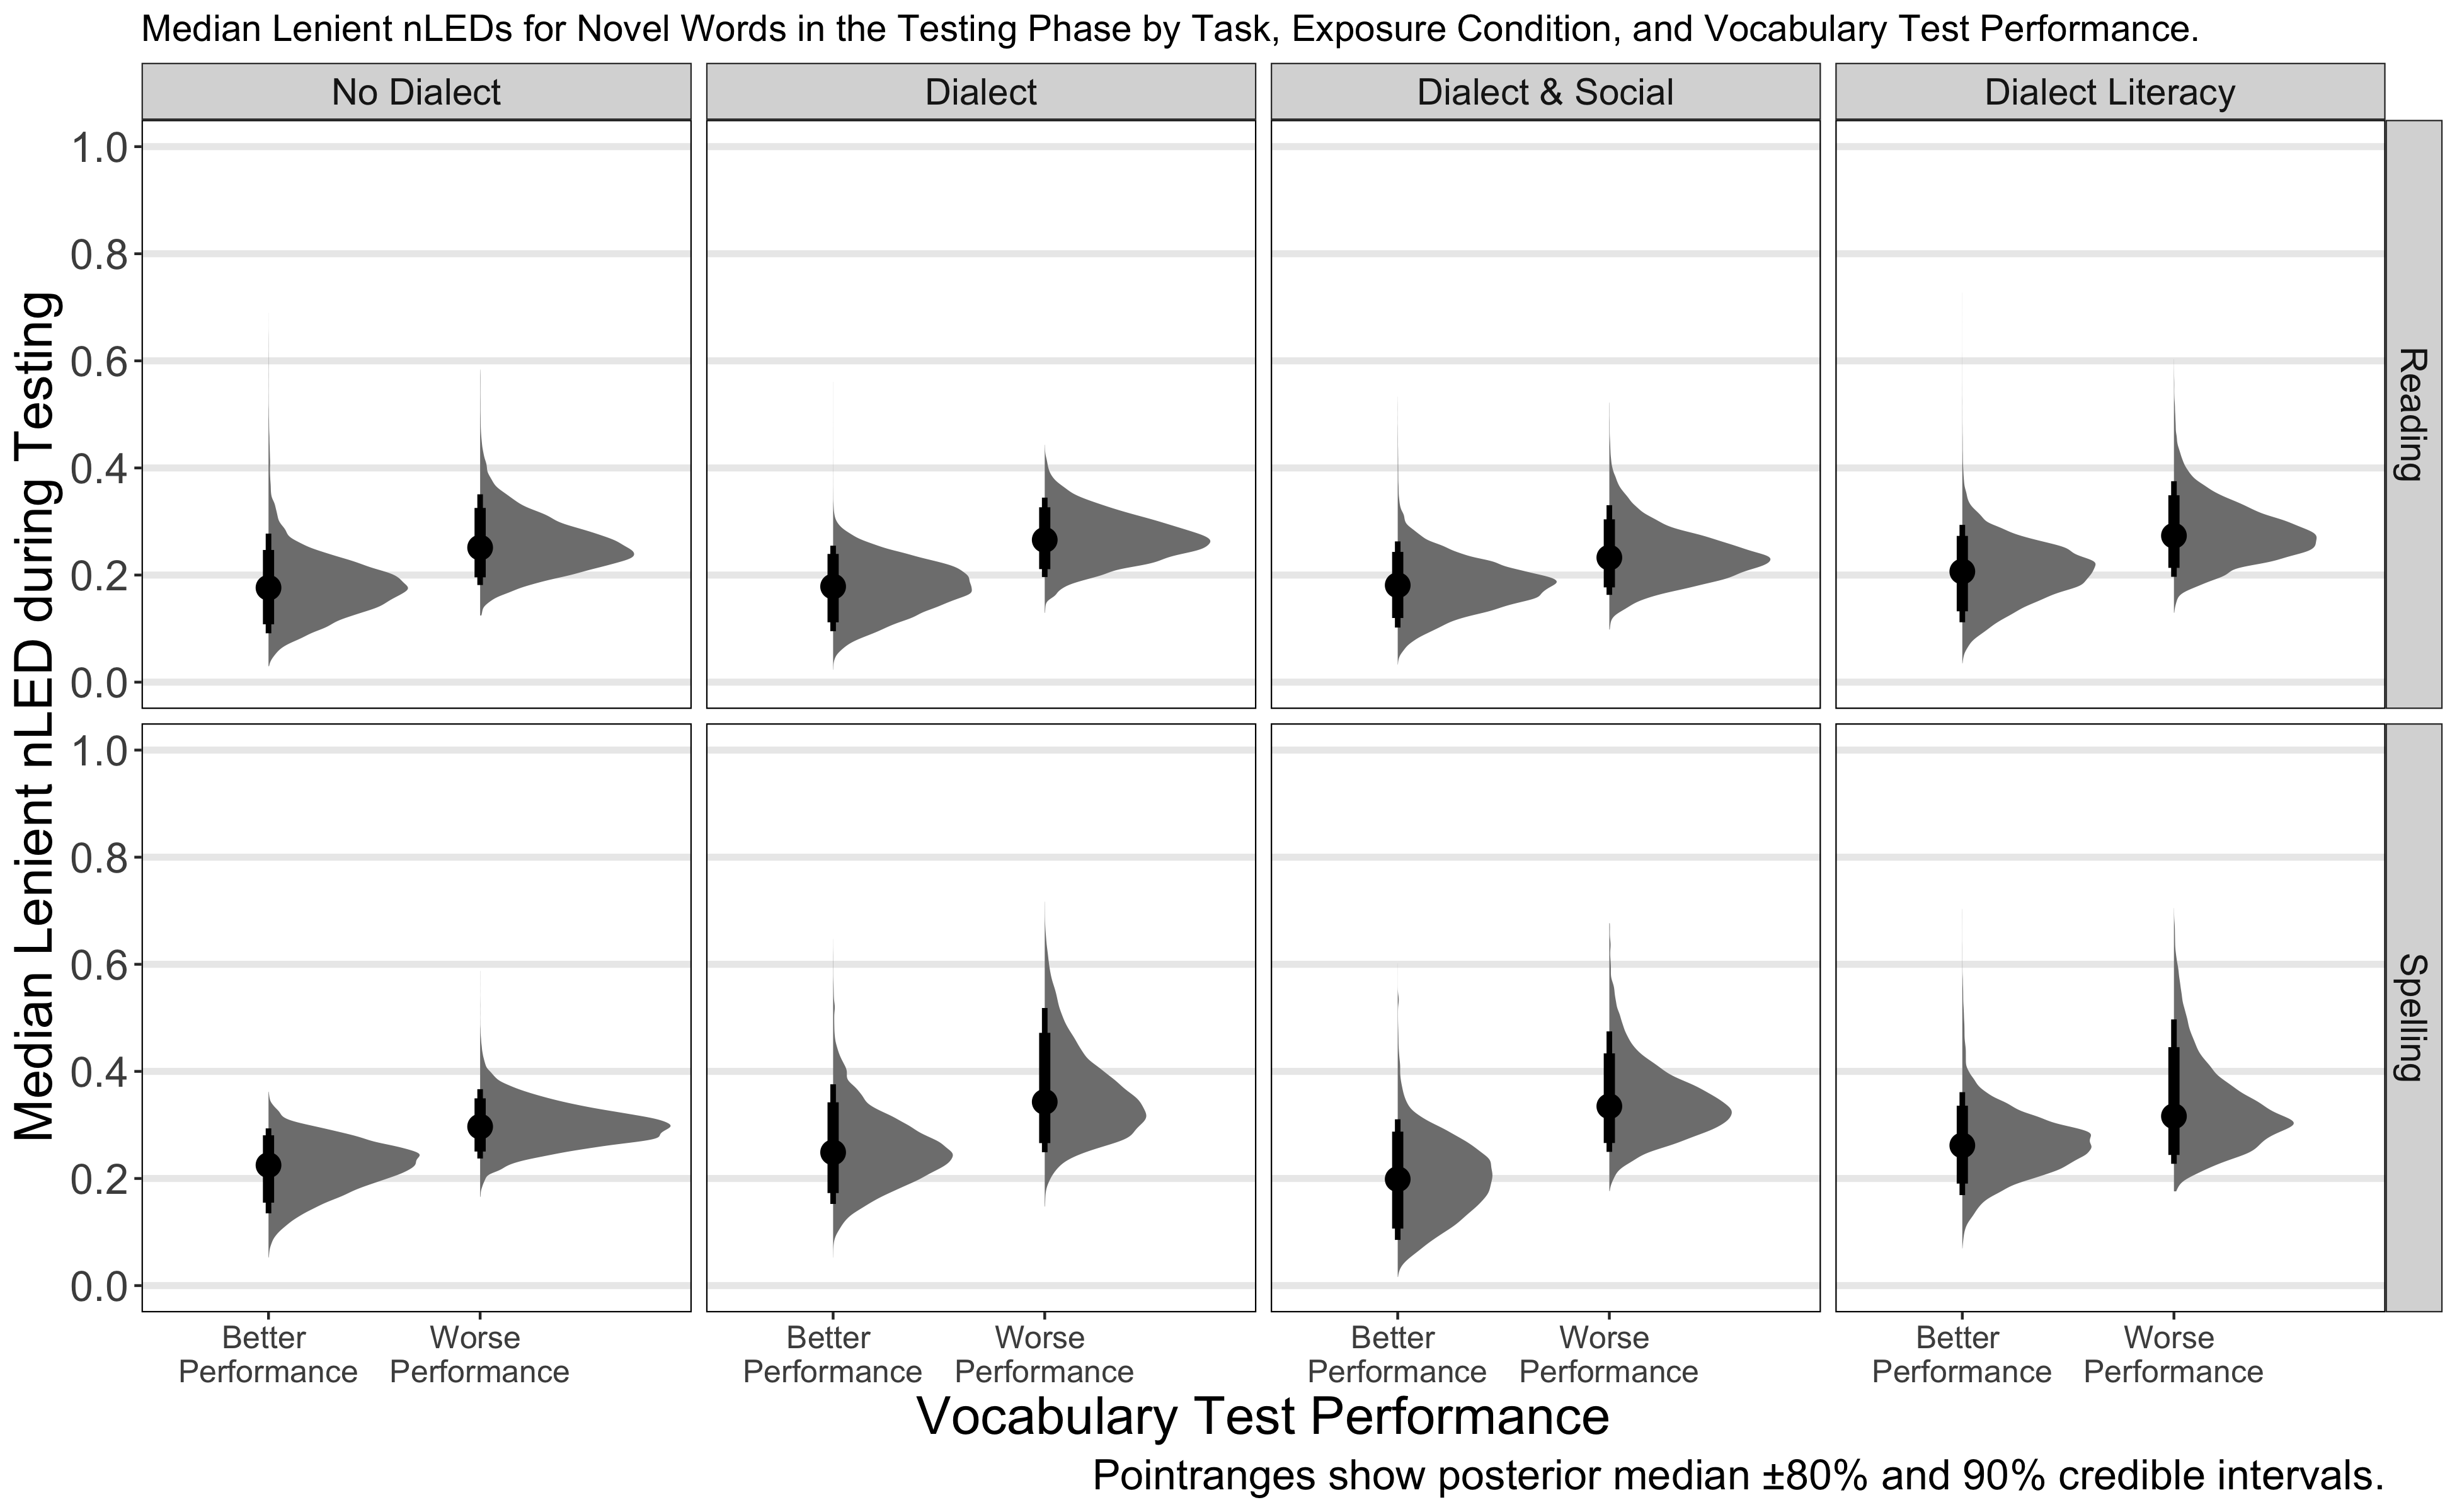 Median Lenient nLEDs for Novel Words in the Testing Phase by Task, Exposure Condition, and Vocabulary Test Performance.
No Dialect
Dialect
Dialect & Social
Dialect Literacy
Median Lenient nLED during Testing
1.0
0.8
0.6
0.4
0.2
0.0
Reading
1.0
0.8
0.6
0.4
0.2
0.0
Spelling
Better
Performance
Worse
Performance
Better
Performance
Worse
Performance
Better
Performance
Worse
Performance
Better
Performance
Worse
Performance
Vocabulary Test Performance
Pointranges show posterior median ±80% and 90% credible intervals.